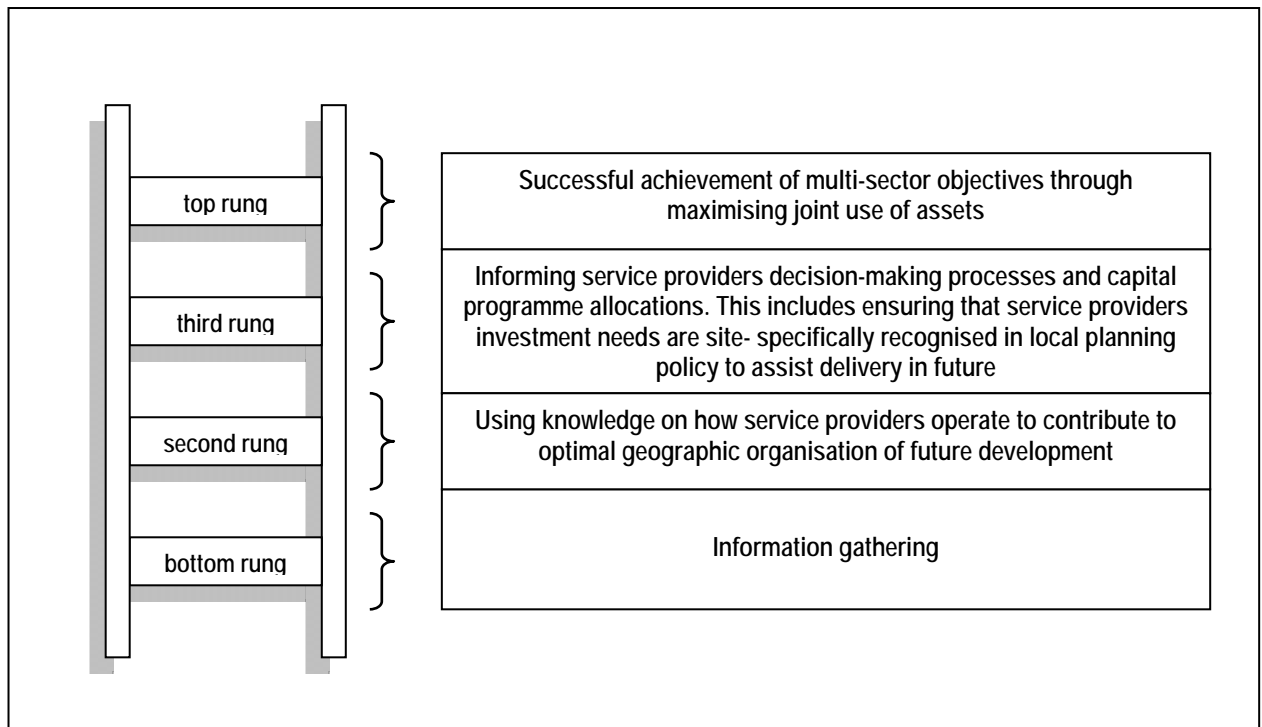 top rung
Successful achievement of multi-sector objectives through
maximising joint use of assets
third rung
Informing service providers decision-making processes and capital
programme allocations. This includes ensuring that service providers
investment needs are site- specifically recognised in local planning
policy to assist delivery in future
second rung
Using knowledge on how service providers operate to contribute to
optimal geographic organisation of future development
bottom rung
Information gathering